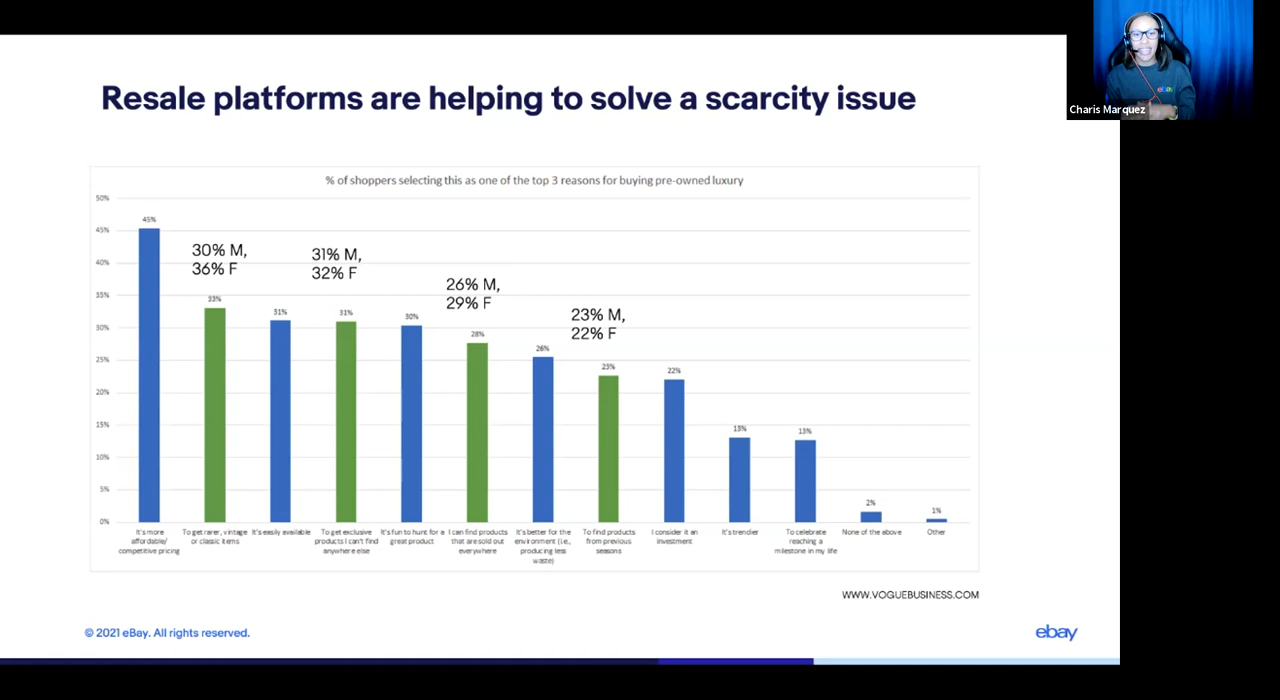 Resale platforms are helping to solve a scarcity issue
ebay
Charis Marquez
% of shoppers selecting this as one of the top 3 reasons for buying pre-owned luxury
50%
45%
40%
35%
30%
25%
20%
15%
10%
5%
0%
45%
30% M,
36% F
33%
31%
31% M,
32% F
31%
30%
26% M,
29% F
28%
26%
23% M,
22% F
23%
22%
13%
13%
2%
1%
It's more
affordable/
competitive pricing
To get rarer, vintage
or classic items
It's easily available
To get exclusive
products I can't find
anywhere else
It's fun to hunt for a
great product
I can find products
that are sold out
everywhere
It's better for the
environment (i.e.,
producing less
waste)
To find products
from previous
seasons
I consider it an
investment
It's trendier
To celebrate
reaching a
milestone in my life
None of the above
Other
WWW.VOGUEBUSINESS.COM
© 2021 eBay. All rights reserved.
ebay